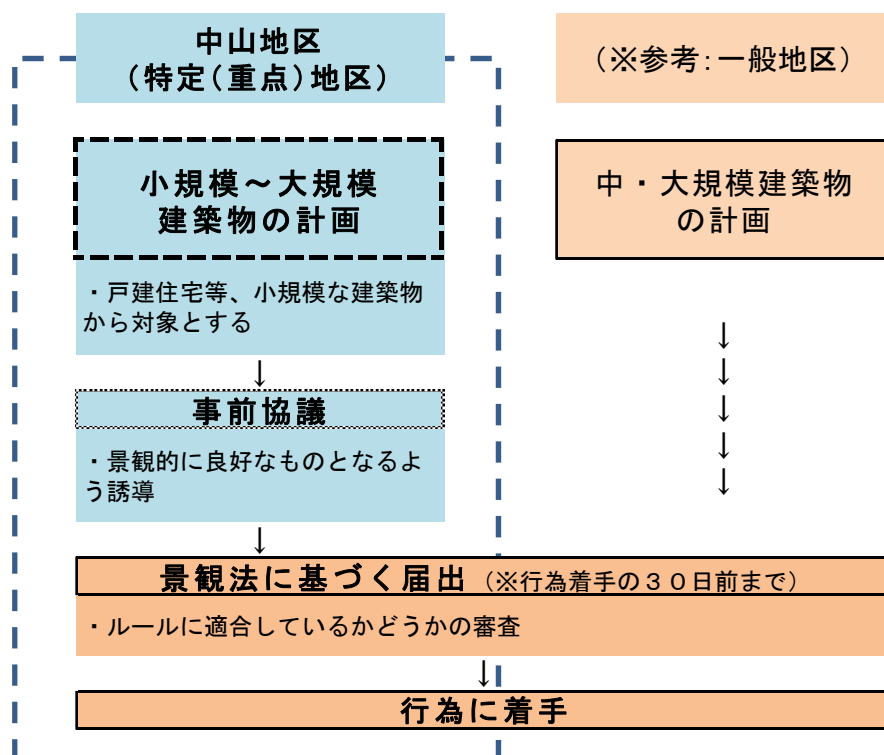 中山地区
（特定（重点）地区）
（※参考：一般地区）
小規模～大規模
建築物の計画
中・大規模建築物
の計画
・戸建住宅等、小規模な建築物
から対象とする
↓
↓
↓
↓
↓
↓
事前協議
・景観的に良好なものとなるよ
う誘導
↓
景観法に基づく届出（※行為着手の３０日前まで）
・ルールに適合しているかどうかの審査
↓
行為に着手